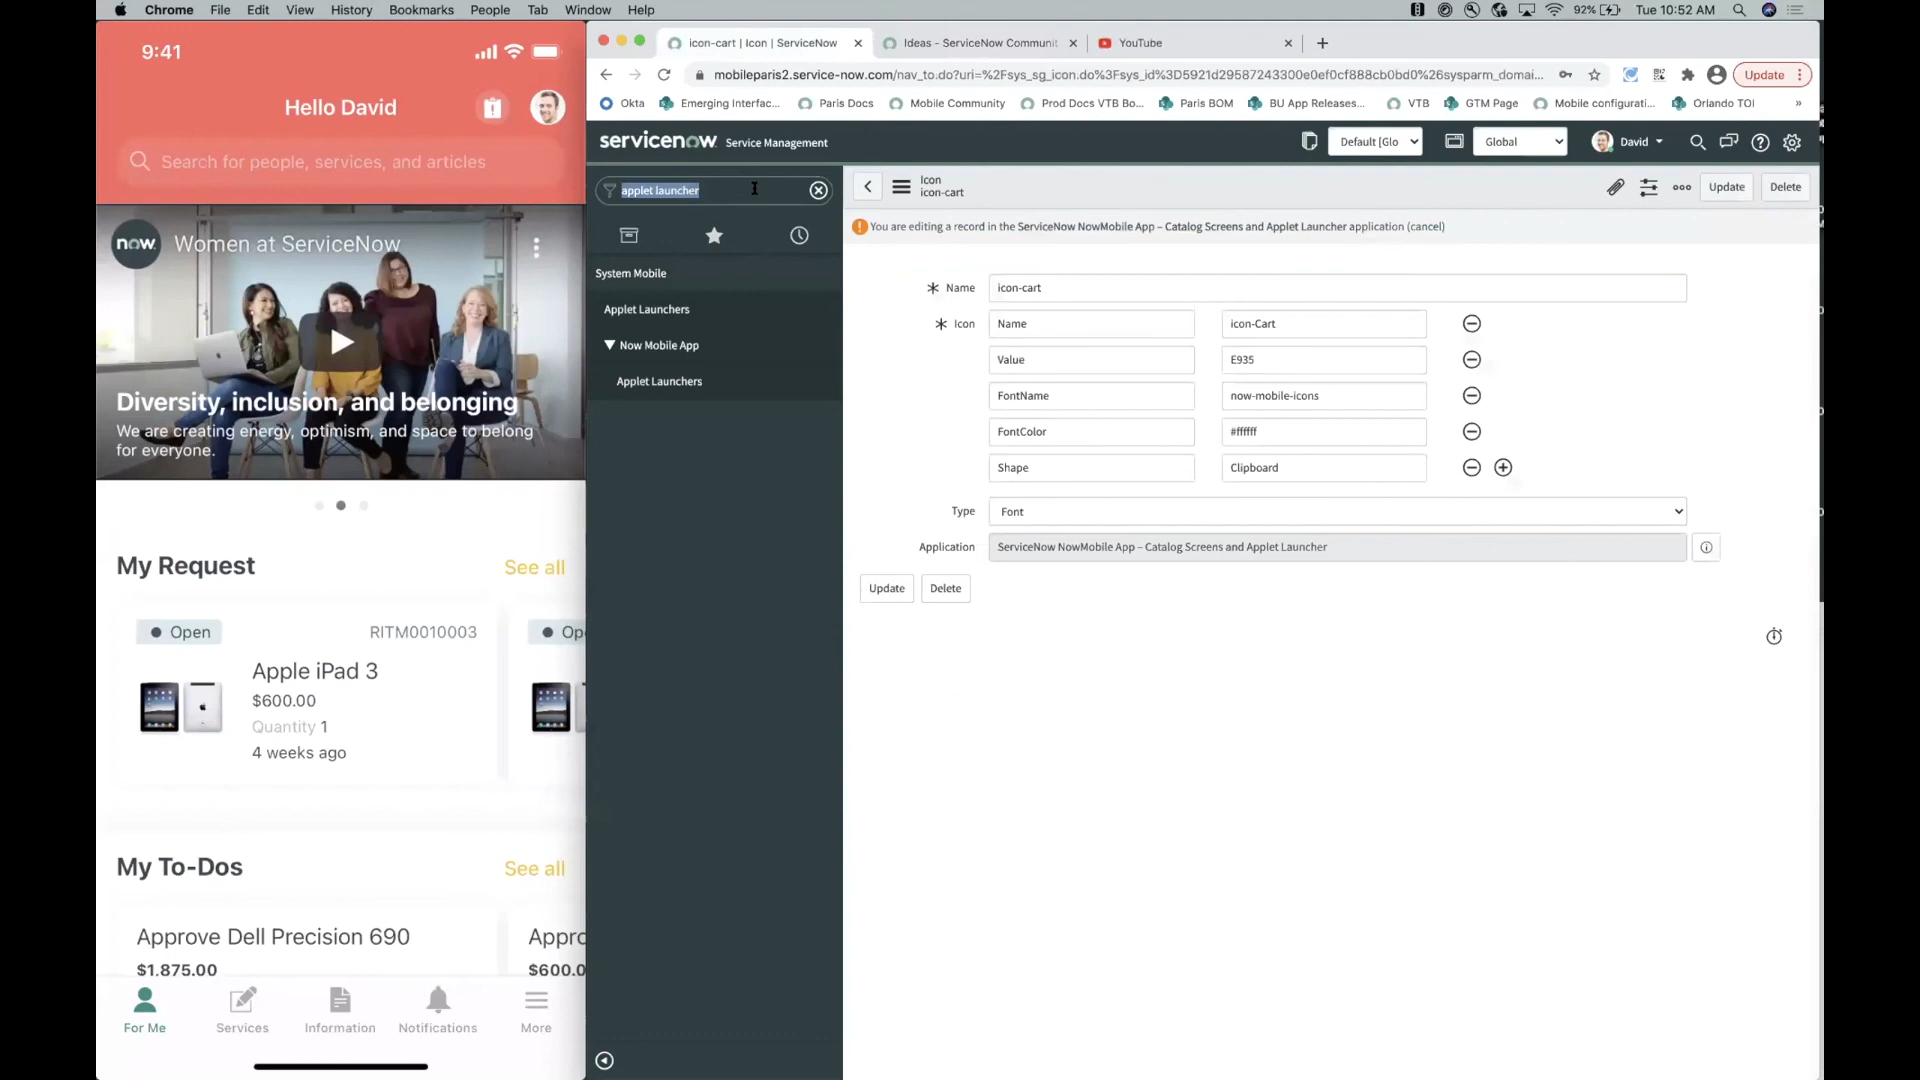 Chrome File Edit View History Bookmarks People Tab Window Help
92% Tue 10:52 AM
9:41
Hello David
Search for people, services, and articles
now.
Women at ServiceNow
Diversity, inclusion, and belonging
We are creating energy, optimism, and space to belong
for everyone.
My Request See all
Open RITM0010003
Apple iPad 3
$600.00
Quantity 1
4 weeks ago
Op
My To-Dos See all
Approve Dell Precision 690
$1,875.00
Appro
$600.0
For Me Services Information Notifications More
icon-cart | Icon | ServiceNow
Ideas - ServiceNow Communit
YouTube
mobileparis2.service-now.com/nav_to.do?uri=%2Fsys_sg_icon.do%3Fsys_id%3D5921d29587243300e0ef0cf888cb0bd0%26sysparm_domai...
Update
Okta Emerging Interfac... Paris Docs Mobile Community Prod Docs VTB Bo... Paris BOM BU App Releases... VTB GTM Page Mobile configurati... Orlando TOI »
servicenow Service Management
Default [Glo
Global
David
applet launcher
System Mobile
Applet Launchers
Now Mobile App
Applet Launchers
Icon
icon-cart
Update Delete
You are editing a record in the ServiceNow NowMobile App – Catalog Screens and Applet Launcher application (cancel)
Name icon-cart
Icon Name icon-Cart
Value E935
FontName now-mobile-icons
FontColor #ffffff
Shape Clipboard
Type Font
Application ServiceNow NowMobile App – Catalog Screens and Applet Launcher
Update Delete